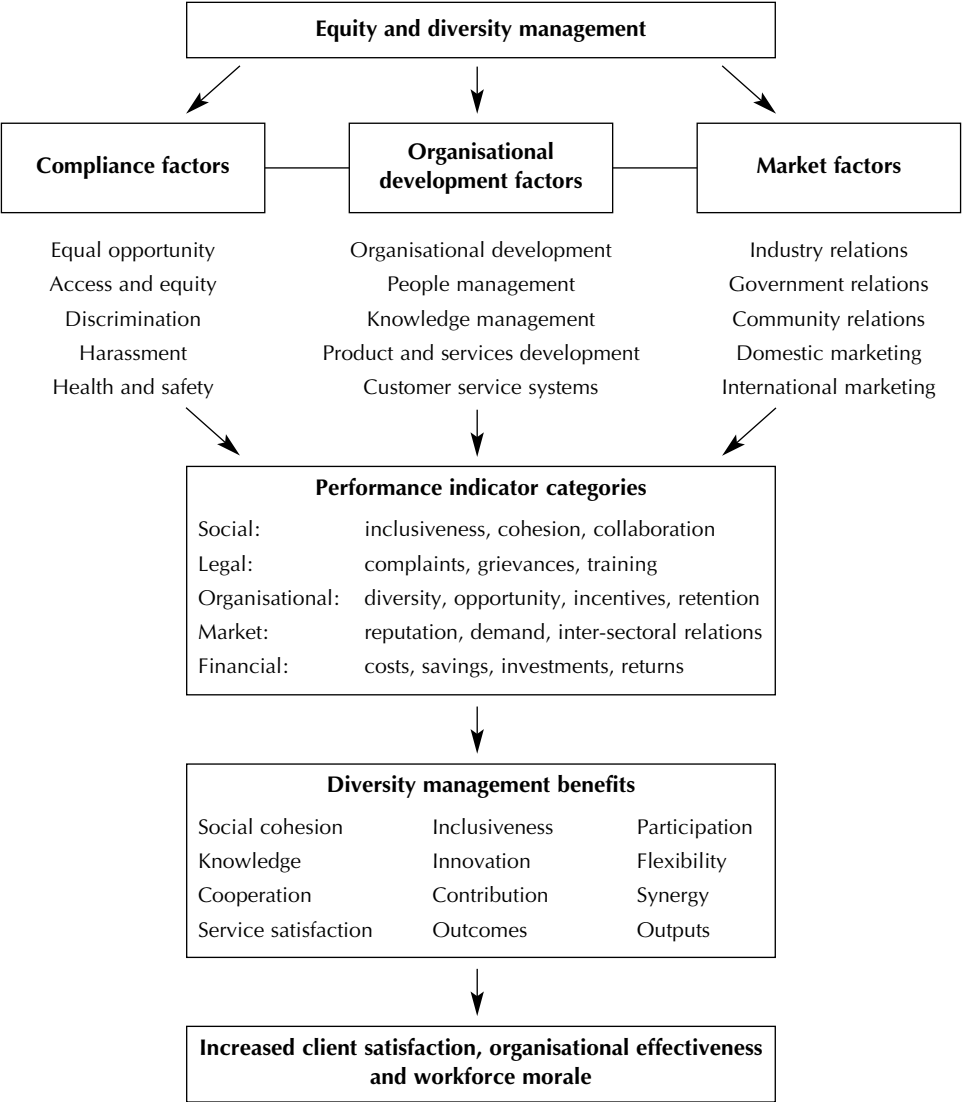 Equity and diversity management
Compliance factors
Organisational
development factors
Market factors
Equal opportunity
Access and equity
Discrimination
Harassment
Health and safety
Organisational development
People management
Knowledge management
Product and services development
Customer service systems
Industry relations
Government relations
Community relations
Domestic marketing
International marketing
Performance indicator categories
Social: inclusiveness, cohesion, collaboration
Legal: complaints, grievances, training
Organisational: diversity, opportunity, incentives, retention
Market: reputation, demand, inter-sectoral relations
Financial: costs, savings, investments, returns
Diversity management benefits
Social cohesion Inclusiveness Participation
Knowledge Innovation Flexibility
Cooperation Contribution Synergy
Service satisfaction Outcomes Outputs
Increased client satisfaction, organisational effectiveness
and workforce morale